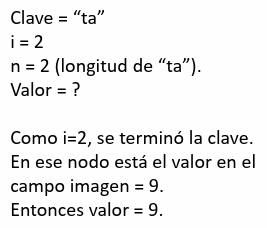 Clave = “ta”
i = 2
n = 2 (longitud de “ta”).
Valor = ?
Como i=2, se terminó la clave.
En ese nodo está el valor en el
campo imagen = 9.
Entonces valor = 9.